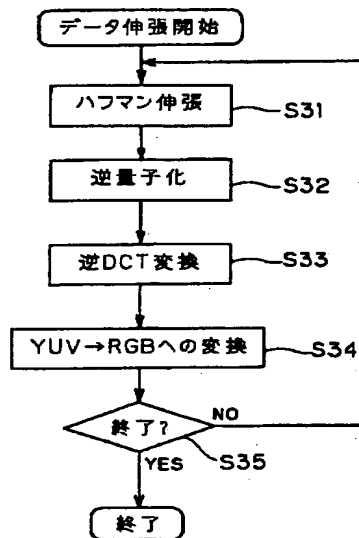 データ伸張開始
ハフマン伸張
S31
逆量子化
S32
逆DCT変換
S33
YUV→RGBへの変換
S34
終了?
NO
YES
S35
終了